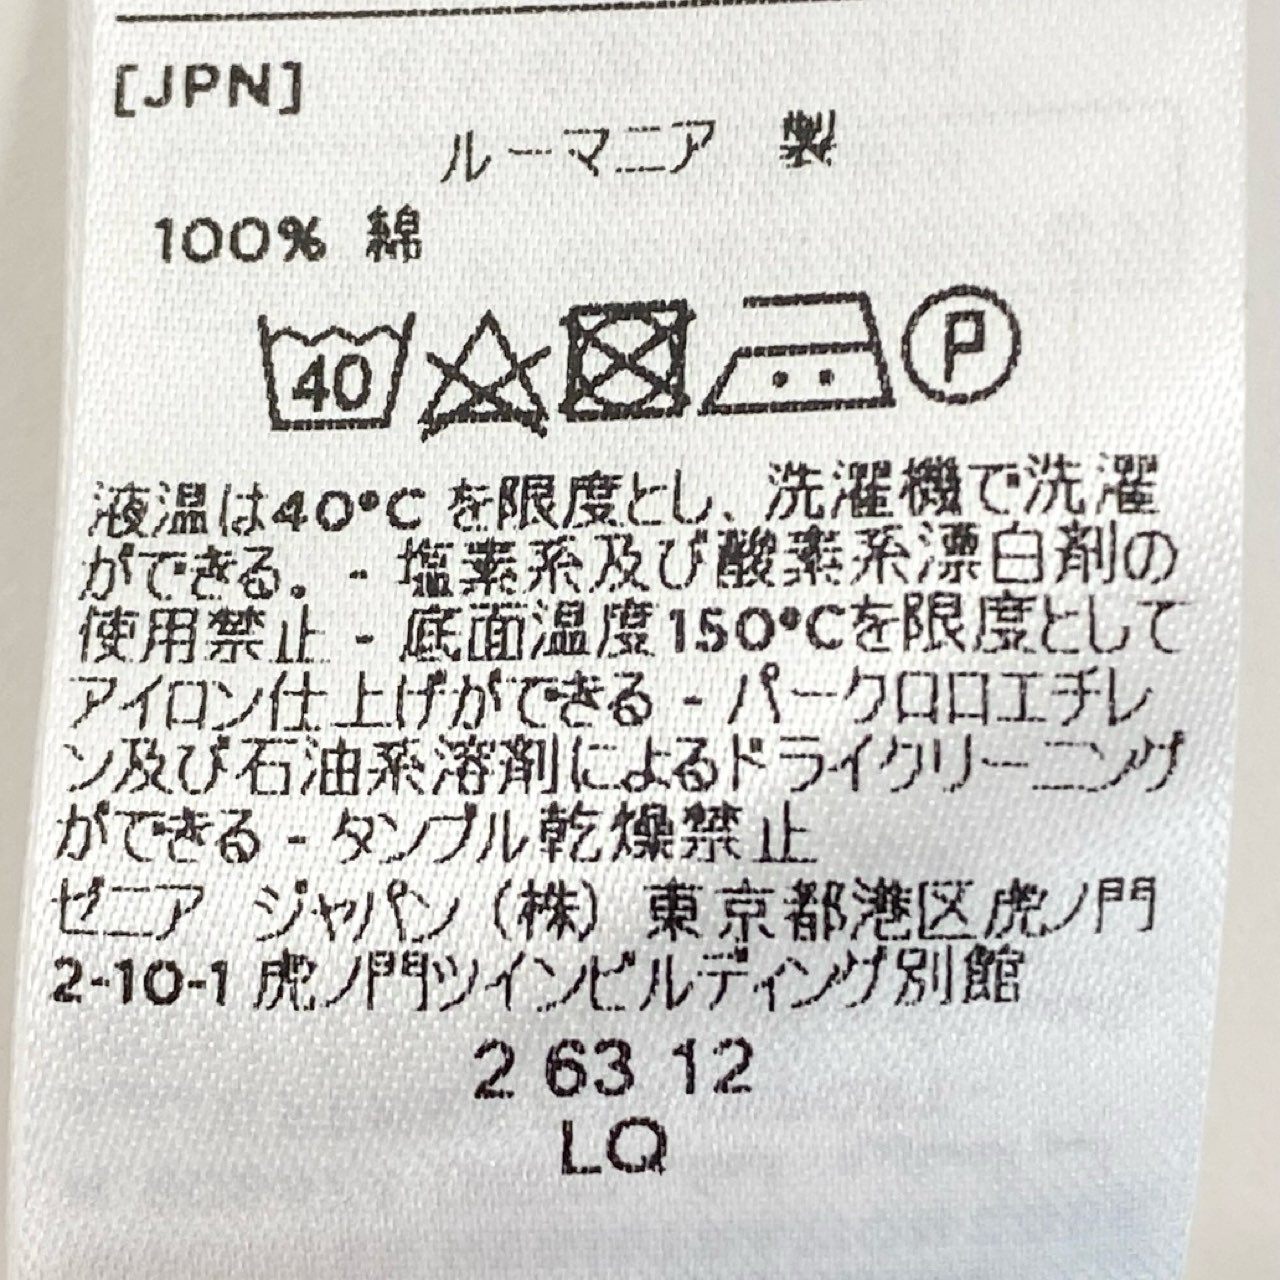 [JPN]
ルーマニア 製
100% 綿
40 P
液温は40°C を限度とし、洗濯機で洗濯
ができる。- 塩素系及び酸素系漂白剤の
使用禁止 - 底面温度150°Cを限度として
アイロン仕上げができる - パークロロエチレ
ン及び石油系溶剤によるドライクリーニング
ができる - タンブル乾燥禁止
ゼニア ジャパン (株) 東京都港区虎ノ門
2-10-1 虎ノ門ツインビルディング別館
2 63 12
LQ